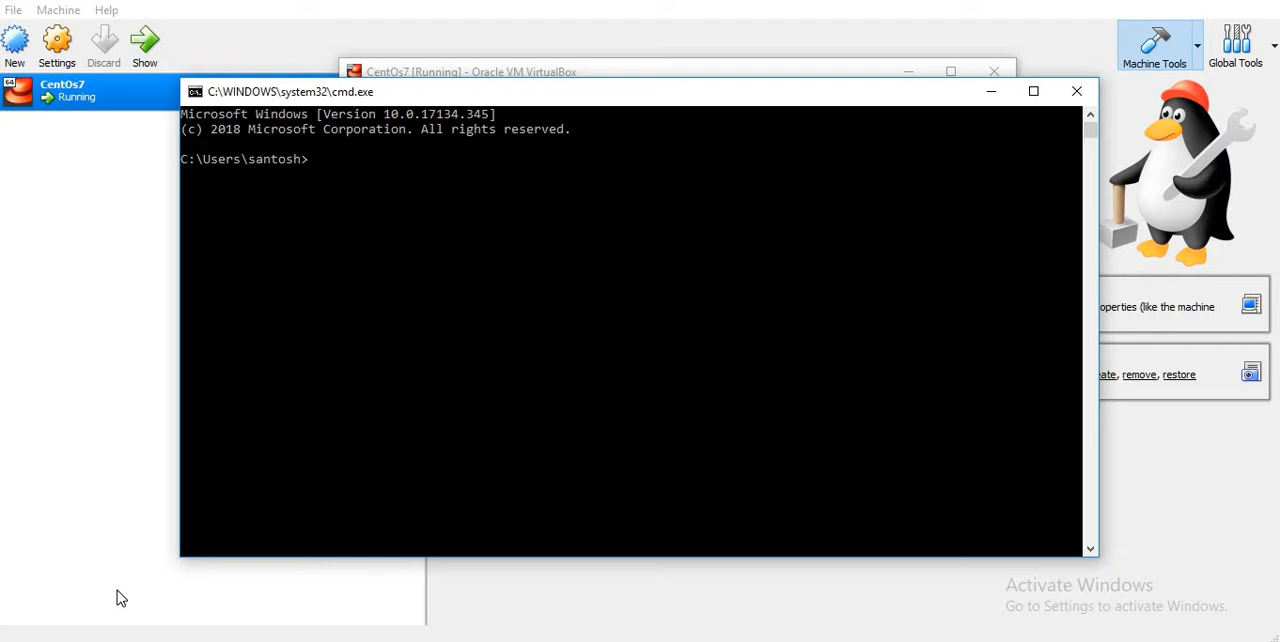 File Machine Help
New Settings Discard Show
Machine Tools Global Tools
CentOs7 [Running] - Oracle VM VirtualBox
64 CentOs7
Running
C:\WINDOWS\system32\cmd.exe
Microsoft Windows [Version 10.0.17134.345]
(c) 2018 Microsoft Corporation. All rights reserved.
C:\Users\santosh>
operties (like the machine
eate, remove, restore
Activate Windows
Go to Settings to activate Windows.